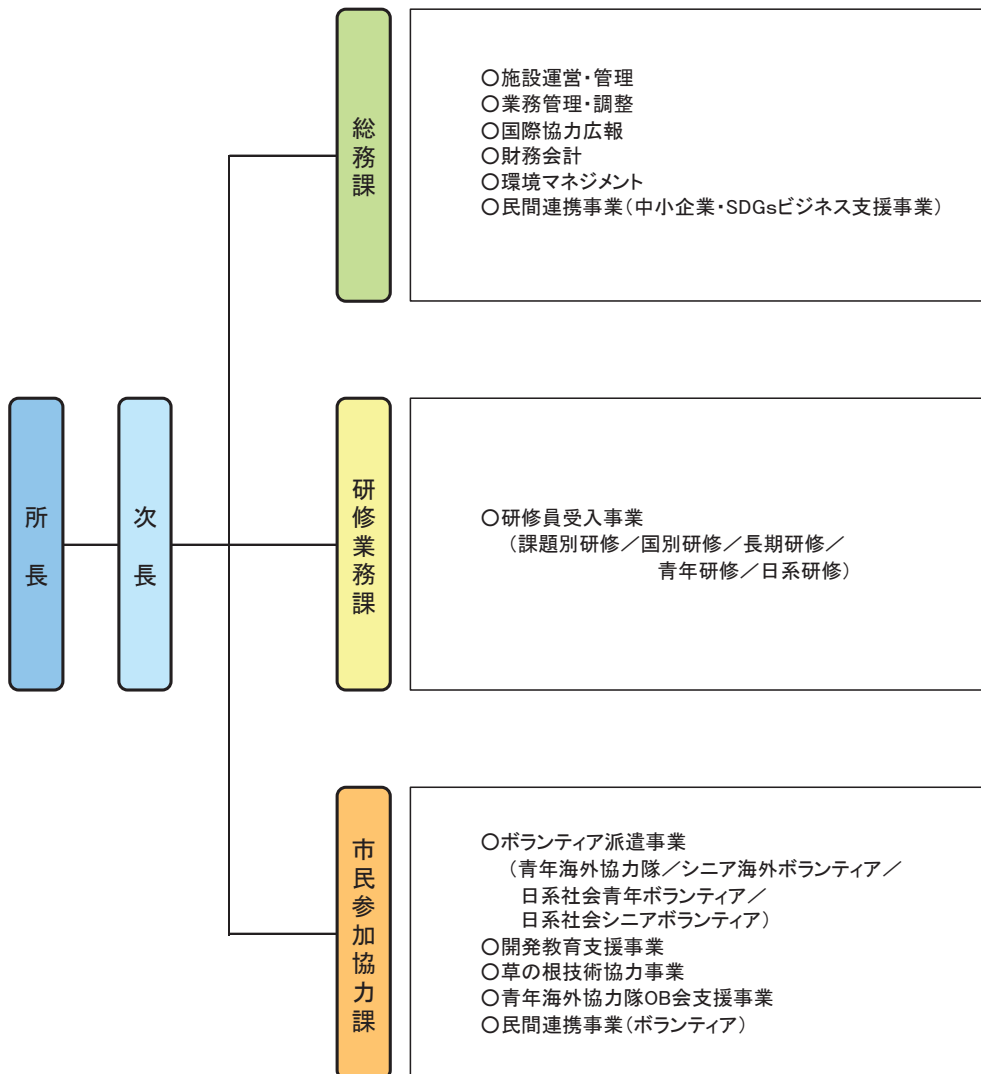 所長
次長
総務課
○施設運営・管理
○業務管理・調整
○国際協力広報
○財務会計
○環境マネジメント
○民間連携事業(中小企業・SDGsビジネス支援事業)
研修業務課
○研修員受入事業
(課題別研修／国別研修／長期研修／
青年研修／日系研修)
市民参加協力課
○ボランティア派遣事業
(青年海外協力隊／シニア海外ボランティア／
日系社会青年ボランティア／
日系社会シニアボランティア)
○開発教育支援事業
○草の根技術協力事業
○青年海外協力隊OB会支援事業
○民間連携事業(ボランティア)